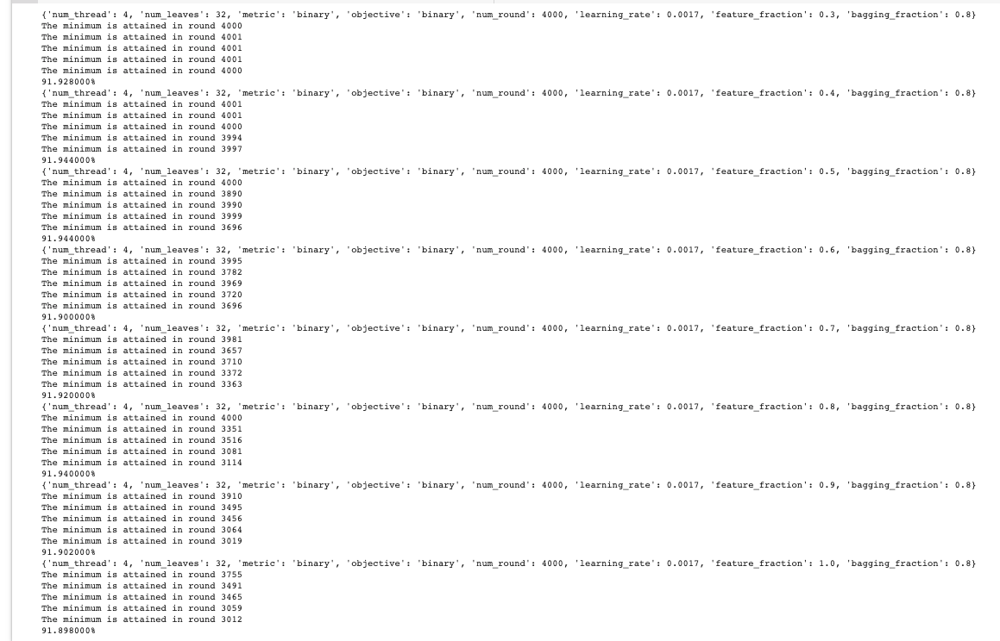 {'num_thread': 4, 'num_leaves': 32, 'metric': 'binary', 'objective': 'binary', 'num_round': 4000, 'learning_rate': 0.0017, 'feature_fraction': 0.3, 'bagging_fraction': 0.8}
The minimum is attained in round 4000
The minimum is attained in round 4001
The minimum is attained in round 4001
The minimum is attained in round 4001
The minimum is attained in round 4000
91.928000%
{'num_thread': 4, 'num_leaves': 32, 'metric': 'binary', 'objective': 'binary', 'num_round': 4000, 'learning_rate': 0.0017, 'feature_fraction': 0.4, 'bagging_fraction': 0.8}
The minimum is attained in round 4001
The minimum is attained in round 4001
The minimum is attained in round 4000
The minimum is attained in round 3994
The minimum is attained in round 3997
91.944000%
{'num_thread': 4, 'num_leaves': 32, 'metric': 'binary', 'objective': 'binary', 'num_round': 4000, 'learning_rate': 0.0017, 'feature_fraction': 0.5, 'bagging_fraction': 0.8}
The minimum is attained in round 4000
The minimum is attained in round 3890
The minimum is attained in round 3990
The minimum is attained in round 3999
The minimum is attained in round 3696
91.944000%
{'num_thread': 4, 'num_leaves': 32, 'metric': 'binary', 'objective': 'binary', 'num_round': 4000, 'learning_rate': 0.0017, 'feature_fraction': 0.6, 'bagging_fraction': 0.8}
The minimum is attained in round 3995
The minimum is attained in round 3782
The minimum is attained in round 3969
The minimum is attained in round 3720
The minimum is attained in round 3696
91.900000%
{'num_thread': 4, 'num_leaves': 32, 'metric': 'binary', 'objective': 'binary', 'num_round': 4000, 'learning_rate': 0.0017, 'feature_fraction': 0.7, 'bagging_fraction': 0.8}
The minimum is attained in round 3981
The minimum is attained in round 3657
The minimum is attained in round 3710
The minimum is attained in round 3372
The minimum is attained in round 3363
91.920000%
{'num_thread': 4, 'num_leaves': 32, 'metric': 'binary', 'objective': 'binary', 'num_round': 4000, 'learning_rate': 0.0017, 'feature_fraction': 0.8, 'bagging_fraction': 0.8}
The minimum is attained in round 4000
The minimum is attained in round 3351
The minimum is attained in round 3516
The minimum is attained in round 3081
The minimum is attained in round 3114
91.940000%
{'num_thread': 4, 'num_leaves': 32, 'metric': 'binary', 'objective': 'binary', 'num_round': 4000, 'learning_rate': 0.0017, 'feature_fraction': 0.9, 'bagging_fraction': 0.8}
The minimum is attained in round 3910
The minimum is attained in round 3495
The minimum is attained in round 3456
The minimum is attained in round 3064
The minimum is attained in round 3019
91.902000%
{'num_thread': 4, 'num_leaves': 32, 'metric': 'binary', 'objective': 'binary', 'num_round': 4000, 'learning_rate': 0.0017, 'feature_fraction': 1.0, 'bagging_fraction': 0.8}
The minimum is attained in round 3755
The minimum is attained in round 3491
The minimum is attained in round 3465
The minimum is attained in round 3059
The minimum is attained in round 3012
91.898000%